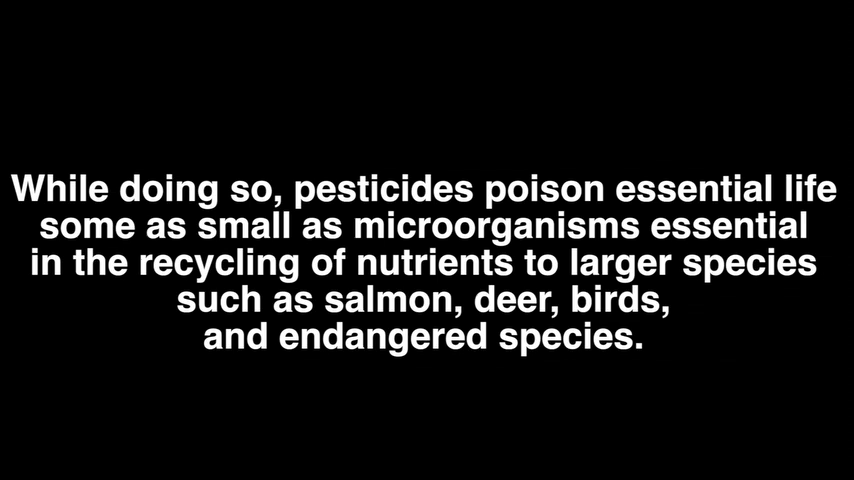 While doing so, pesticides poison essential life
some as small as microorganisms essential
in the recycling of nutrients to larger species
such as salmon, deer, birds,
and endangered species.